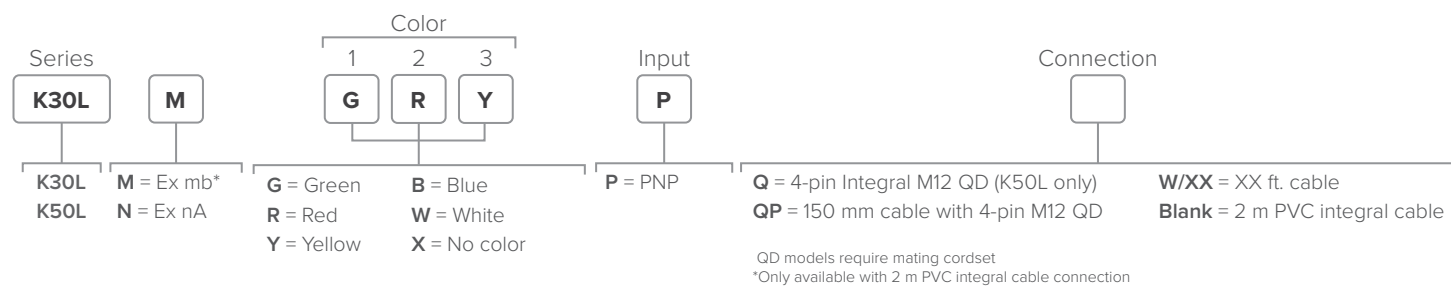 Color
Series 1 2 3 Input Connection
K30L M G R Y P
K30L M = Ex mb* G = Green B = Blue P = PNP Q = 4-pin Integral M12 QD (K50L only) W/XX = XX ft. cable
K50L N = Ex nA R = Red W = White QP = 150 mm cable with 4-pin M12 QD Blank = 2 m PVC integral cable
Y = Yellow X = No color
QD models require mating cordset
*Only available with 2 m PVC integral cable connection